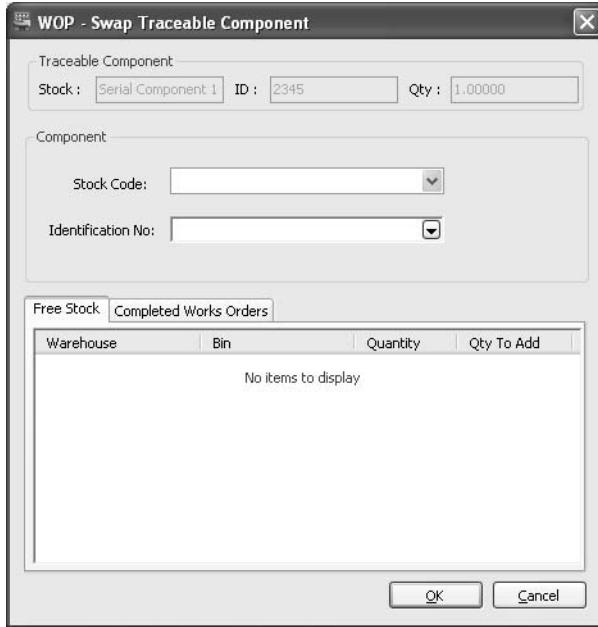 WOP - Swap Traceable Component
Traceable Component
Stock : Serial Component 1 ID : 2345 Qty : 1.00000
Component
Stock Code:
Identification No:
Free Stock Completed Works Orders
Warehouse Bin Quantity Qty To Add
No items to display
OK Cancel